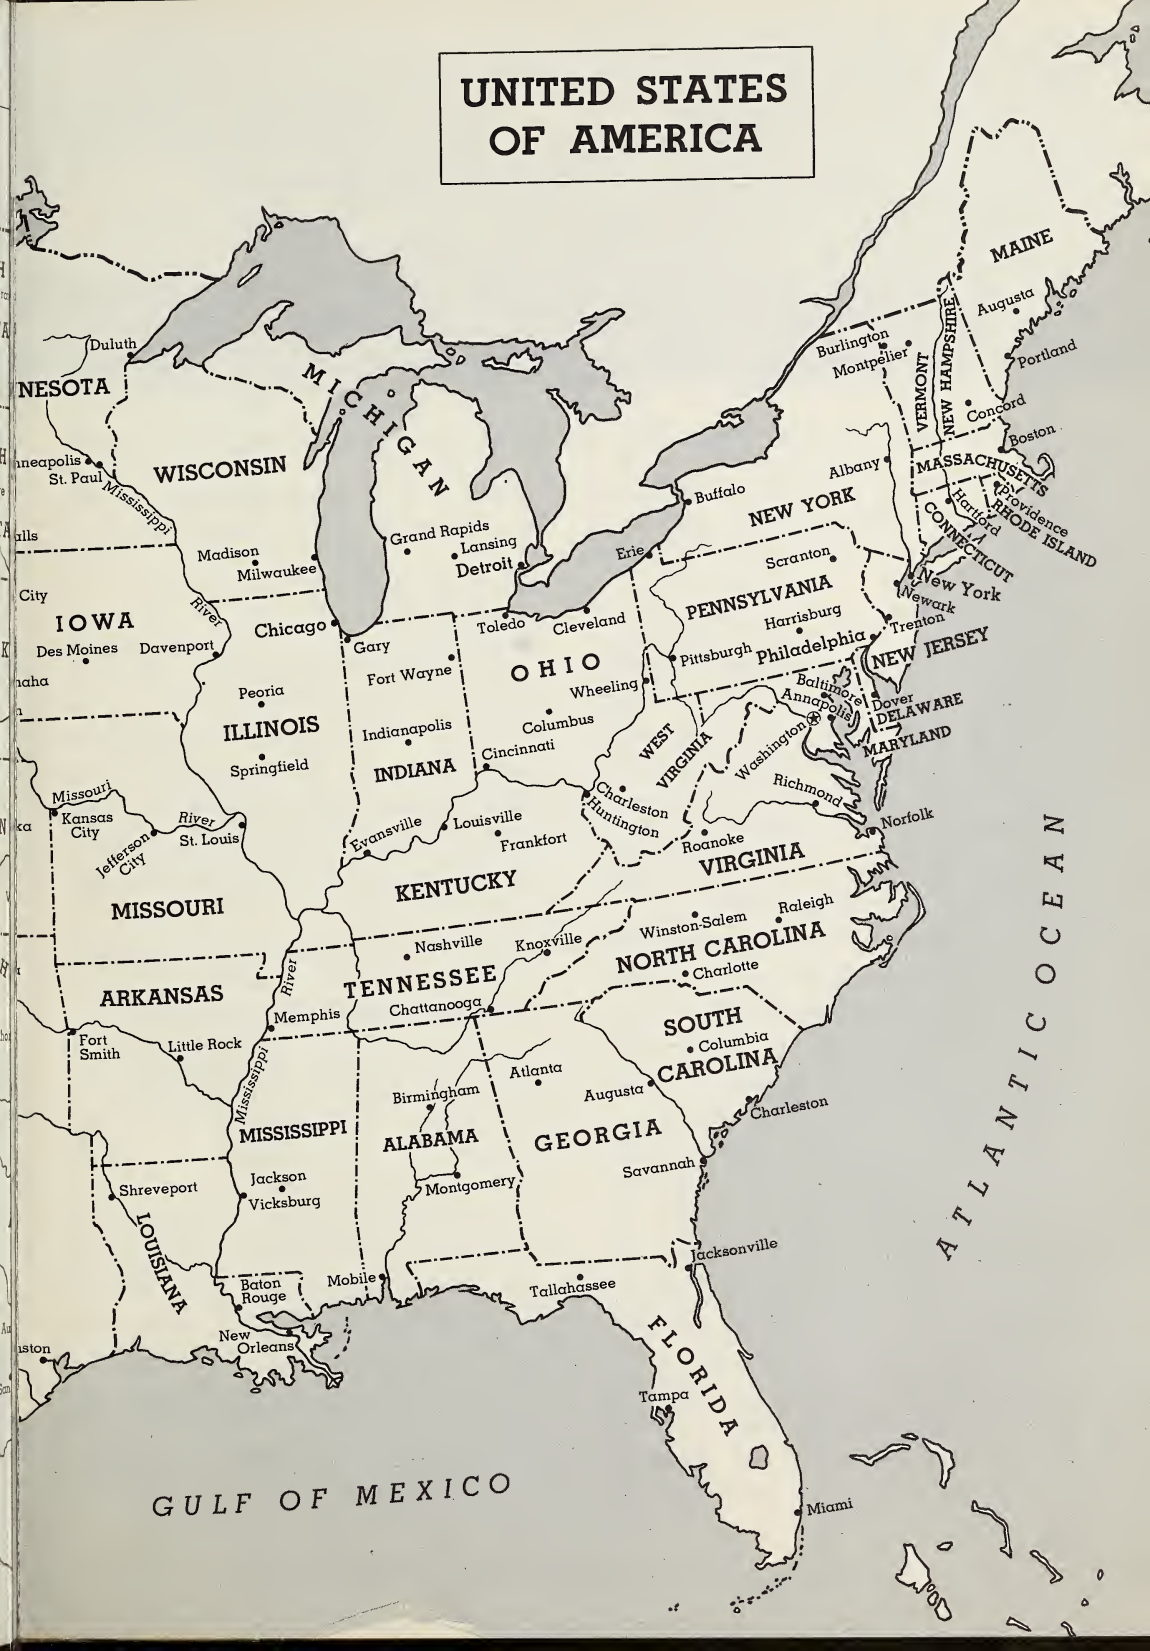 UNITED STATES
OF AMERICA
MAINE
Augusta
Portland
Burlington
Montpelier
VERMONT
NEW HAMPSHIRE
Concord
Boston
MASSACHUSETTS
Albany
Providence
RHODE ISLAND
Hartford
CONNECTICUT
Buffalo
NEW YORK
New York
Newark
Trenton
NEW JERSEY
Duluth
NESOTA
MICHIGAN
WISCONSIN
nneapolis
St. Paul
Mississippi
River
alls
Madison
Milwaukee
Grand Rapids
Lansing
Detroit
Erie
Scranton
PENNSYLVANIA
Harrisburg
Philadelphia
Pittsburgh
City
IOWA
Des Moines
Davenport
aha
Chicago
Gary
Toledo
Cleveland
Fort Wayne
OHIO
Wheeling
Columbus
Cincinnati
Peoria
ILLINOIS
Springfield
Indianapolis
INDIANA
Baltimore
Annapolis
Dover
DELAWARE
MARYLAND
Washington
WEST
VIRGINIA
Charleston
Huntington
Richmond
Norfolk
Roanoke
VIRGINIA
Missouri
River
Kansas
City
ka
Jefferson
City
St. Louis
MISSOURI
Evansville
Louisville
Frankfort
KENTUCKY
Winston-Salem
Raleigh
NORTH CAROLINA
Charlotte
Nashville
Knoxville
TENNESSEE
Chattanooga
Memphis
River
Mississippi
ARKANSAS
Fort
Smith
Little Rock
SOUTH
CAROLINA
Columbia
Charleston
Atlanta
Augusta
GEORGIA
Savannah
Birmingham
ALABAMA
Montgomery
MISSISSIPPI
Jackson
Vicksburg
Shreveport
LOUISIANA
Baton
Rouge
New
Orleans
Mobile
ston
Tallahassee
Jacksonville
FLORIDA
Tampa
Miami
GULF OF MEXICO
ATLANTIC OCEAN